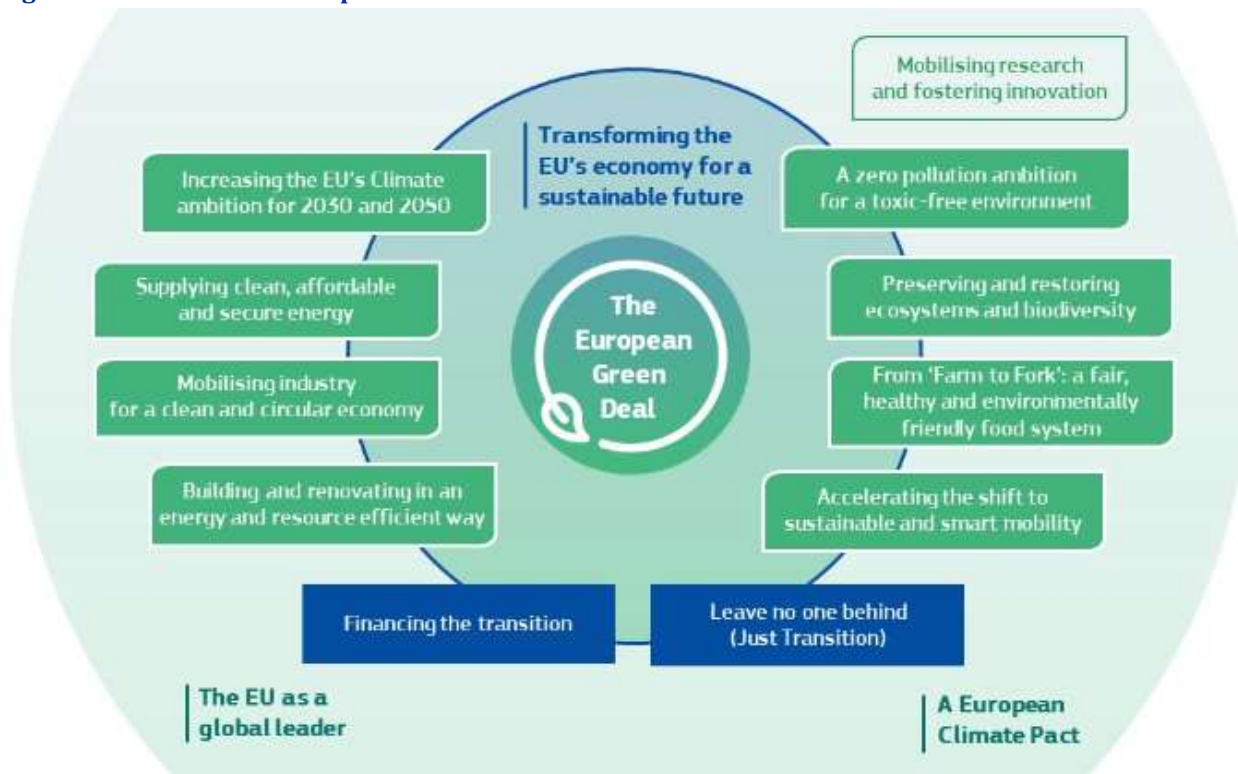 Mobilising research
and fostering innovation
Transforming the
EU's economy for a
sustainable future
Increasing the EU's Climate
ambition for 2030 and 2050
A zero pollution ambition
for a toxic-free environment
Supplying clean, affordable
and secure energy
Preserving and restoring
ecosystems and biodiversity
The
European
Green
Deal
Mobilising industry
for a clean and circular economy
From 'Farm to Fork': a fair,
healthy and environmentally
friendly food system
Building and renovating in an
energy and resource efficient way
Accelerating the shift to
sustainable and smart mobility
Financing the transition
Leave no one behind
(Just Transition)
The EU as a
global leader
A European
Climate Pact